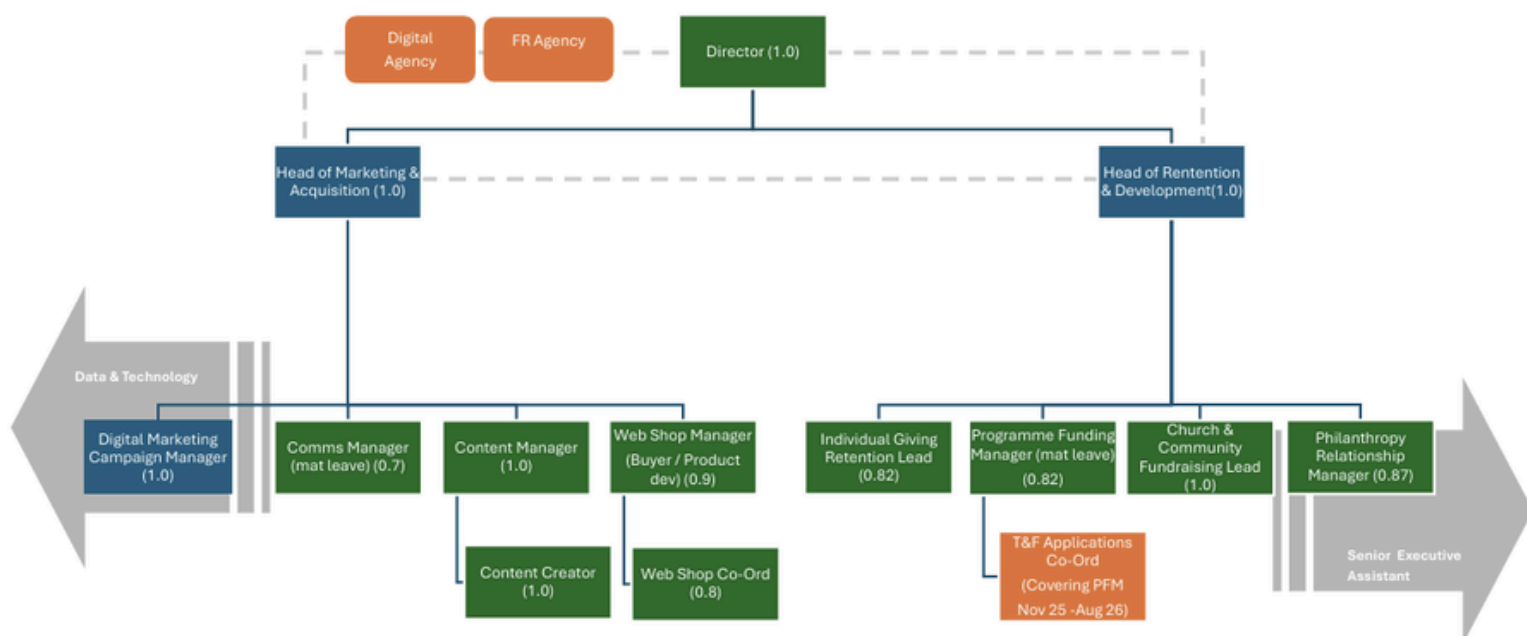 Digital
Agency
FR Agency
Director (1.0)
Head of Marketing &
Acquisition (1.0)
Head of Rentention
& Development(1.0)
Data & Technology
Digital Marketing
Campaign Manager
(1.0)
Comms Manager
(mat leave) (0.7)
Content Manager
(1.0)
Web Shop Manager
(Buyer / Product
dev) (0.9)
Individual Giving
Retention Lead
(0.82)
Programme Funding
Manager (mat leave)
(0.82)
Church &
Community
Fundraising Lead
(1.0)
Philanthropy
Relationship
Manager (0.87)
Content Creator
(1.0)
Web Shop Co-Ord
(0.8)
T&F Applications
Co-Ord
(Covering PFM
Nov 25 -Aug 26)
Senior Executive
Assistant